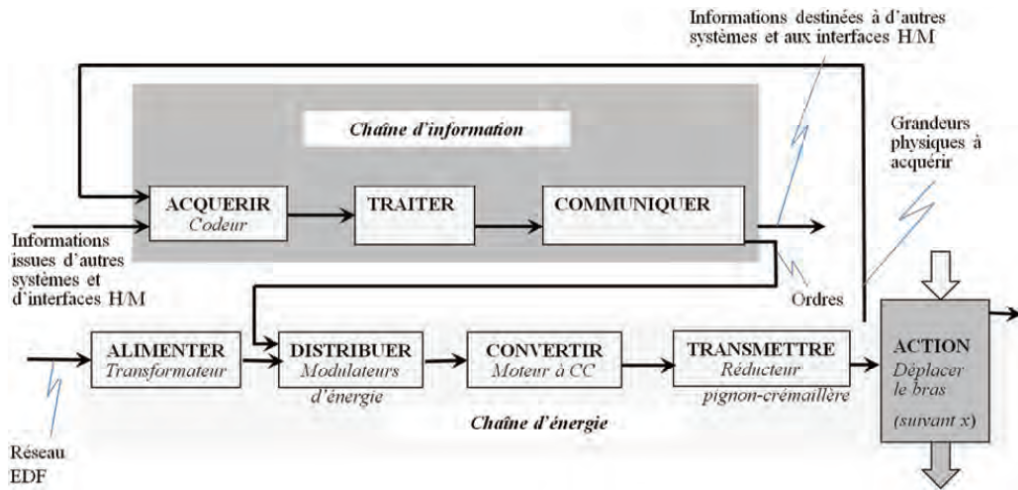 Informations destinées à d'autres
systèmes et aux interfaces H/M
Chaîne d'information
Grandeurs
physiques à
acquérir
ACQUERIR
Codeur
TRAITER
COMMUNIQUER
Informations
issues d'autres
systèmes et
d'interfaces H/M
Ordres
ALIMENTER
Transformateur
DISTRIBUER
Modulateurs
d'énergie
CONVERTIR
Moteur à CC
TRANSMETTRE
Réducteur
pignon-crémaillère
ACTION
Déplacer
le bras
(suivant x)
Chaîne d'énergie
Réseau
EDF